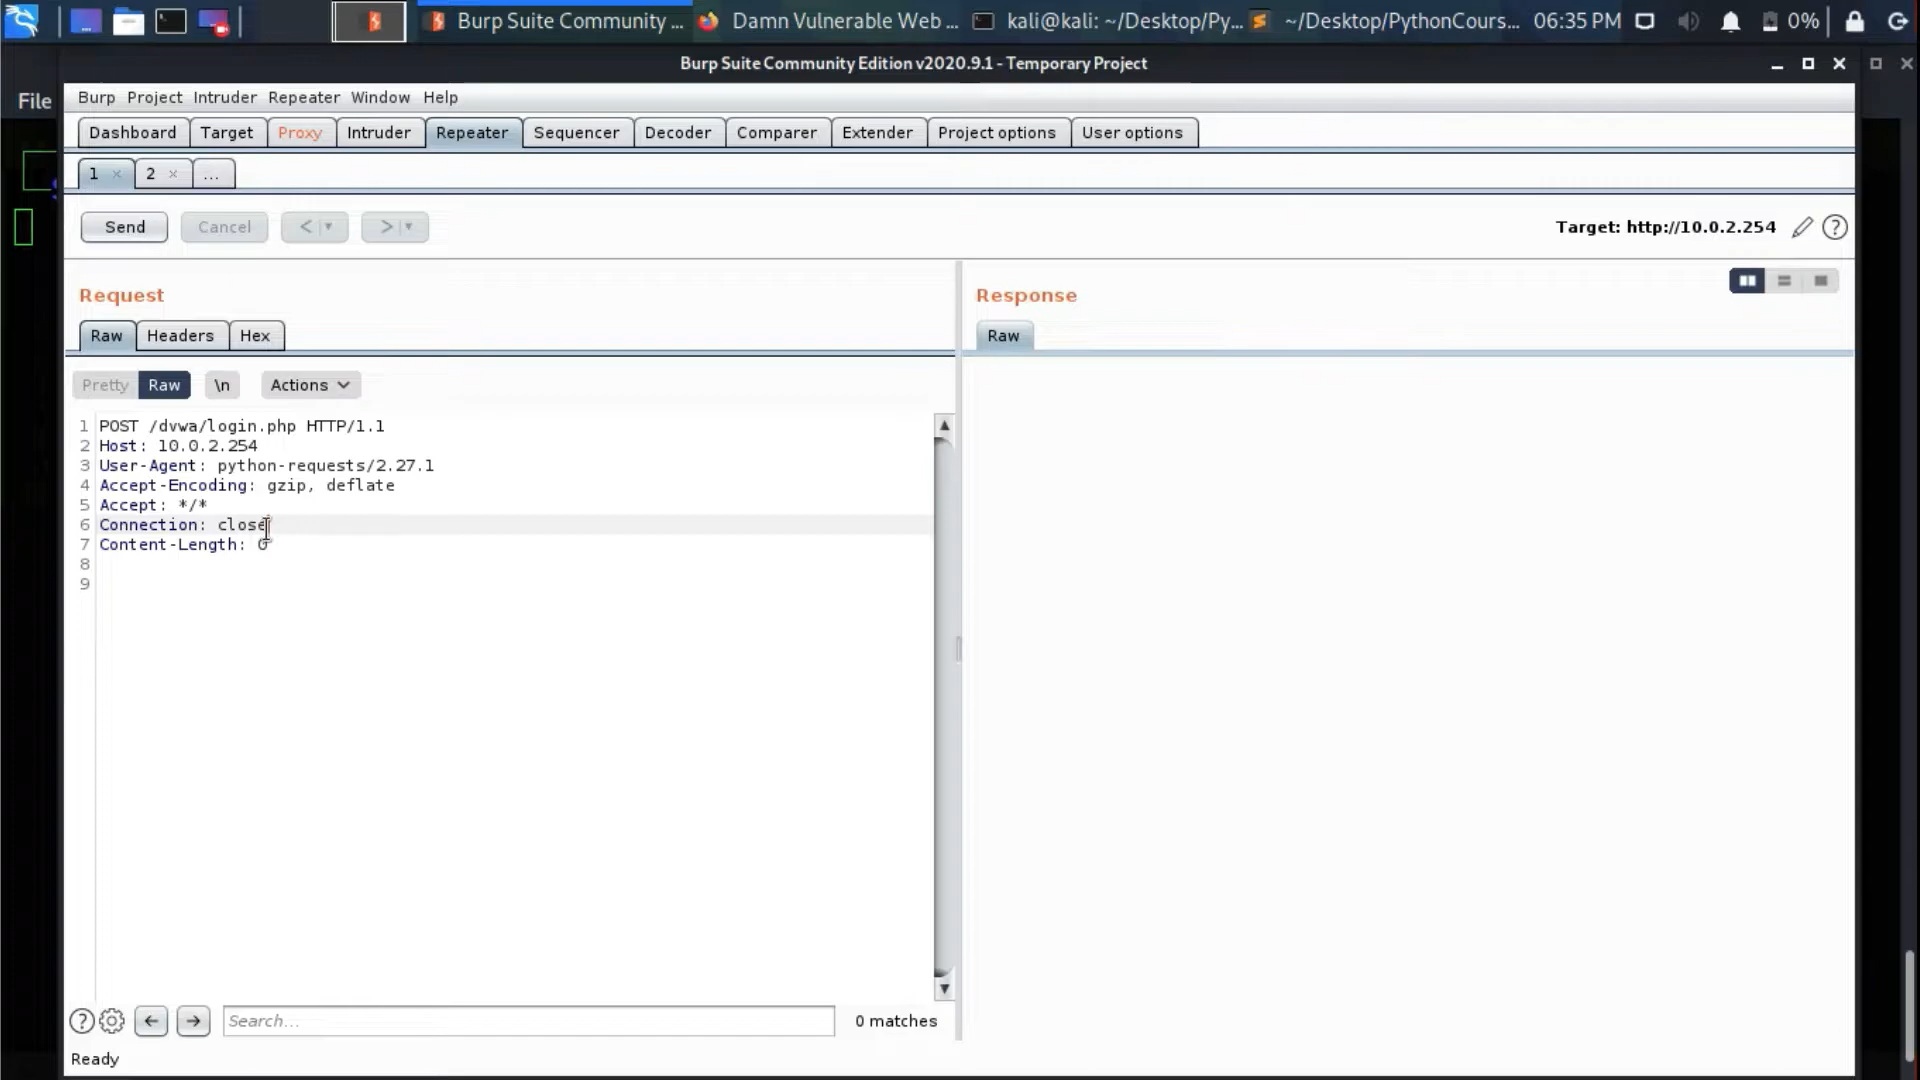 Burp Suite Community ...
Damn Vulnerable Web ...
kali@kali: ~/Desktop/Py...
~/Desktop/PythonCours...
06:35 PM
0%
Burp Suite Community Edition v2020.9.1 - Temporary Project
File
Burp Project Intruder Repeater Window Help
Dashboard Target Proxy Intruder Repeater Sequencer Decoder Comparer Extender Project options User options
1 × 2 × ...
Send Cancel < > Target: http://10.0.2.254 ?
Request
Response
Raw Headers Hex
Raw
Pretty Raw \n Actions
1 POST /dvwa/login.php HTTP/1.1
2 Host: 10.0.2.254
3 User-Agent: python-requests/2.27.1
4 Accept-Encoding: gzip, deflate
5 Accept: */*
6 Connection: close
7 Content-Length: 0
8
9
? Search... 0 matches
Ready